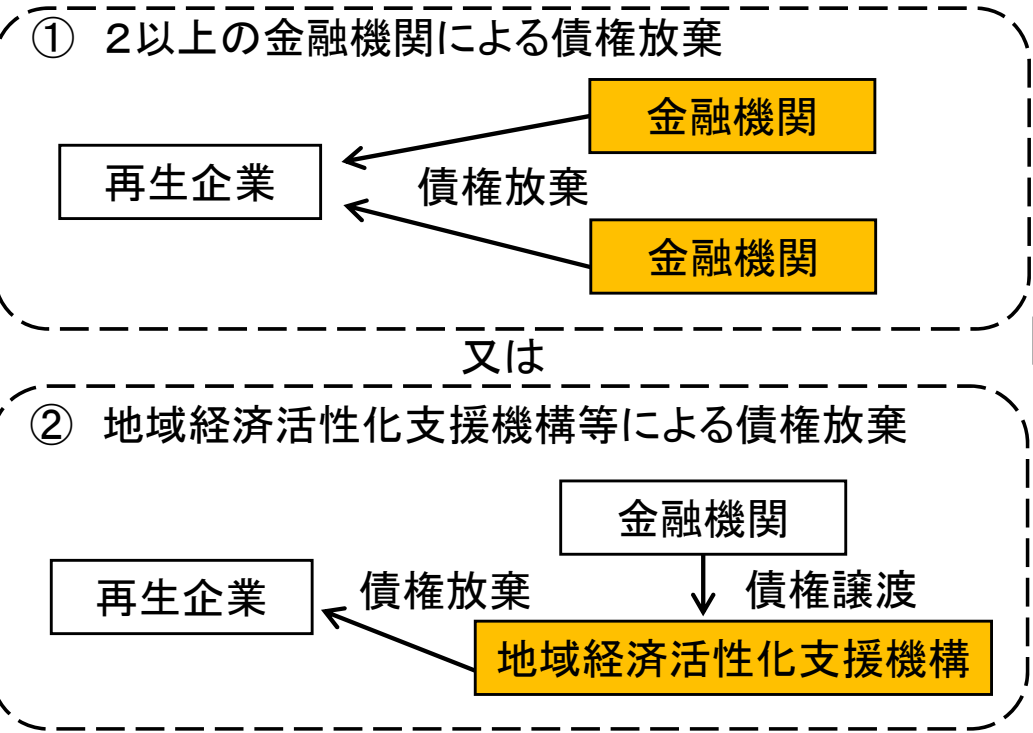 ① ２以上の金融機関による債権放棄
金融機関
再生企業
債権放棄
金融機関
又は
② 地域経済活性化支援機構等による債権放棄
金融機関
再生企業
債権放棄
債権譲渡
地域経済活性化支援機構